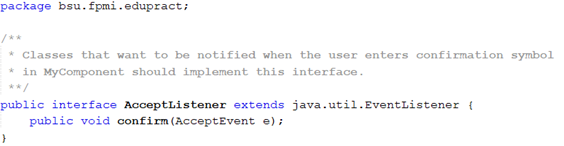 package bsu.fpmi.edupract;
/**
* Classes that want to be notified when the user enters confirmation symbol
* in MyComponent should implement this interface.
**/
public interface AcceptListener extends java.util.EventListener {
public void confirm(AcceptEvent e);
}